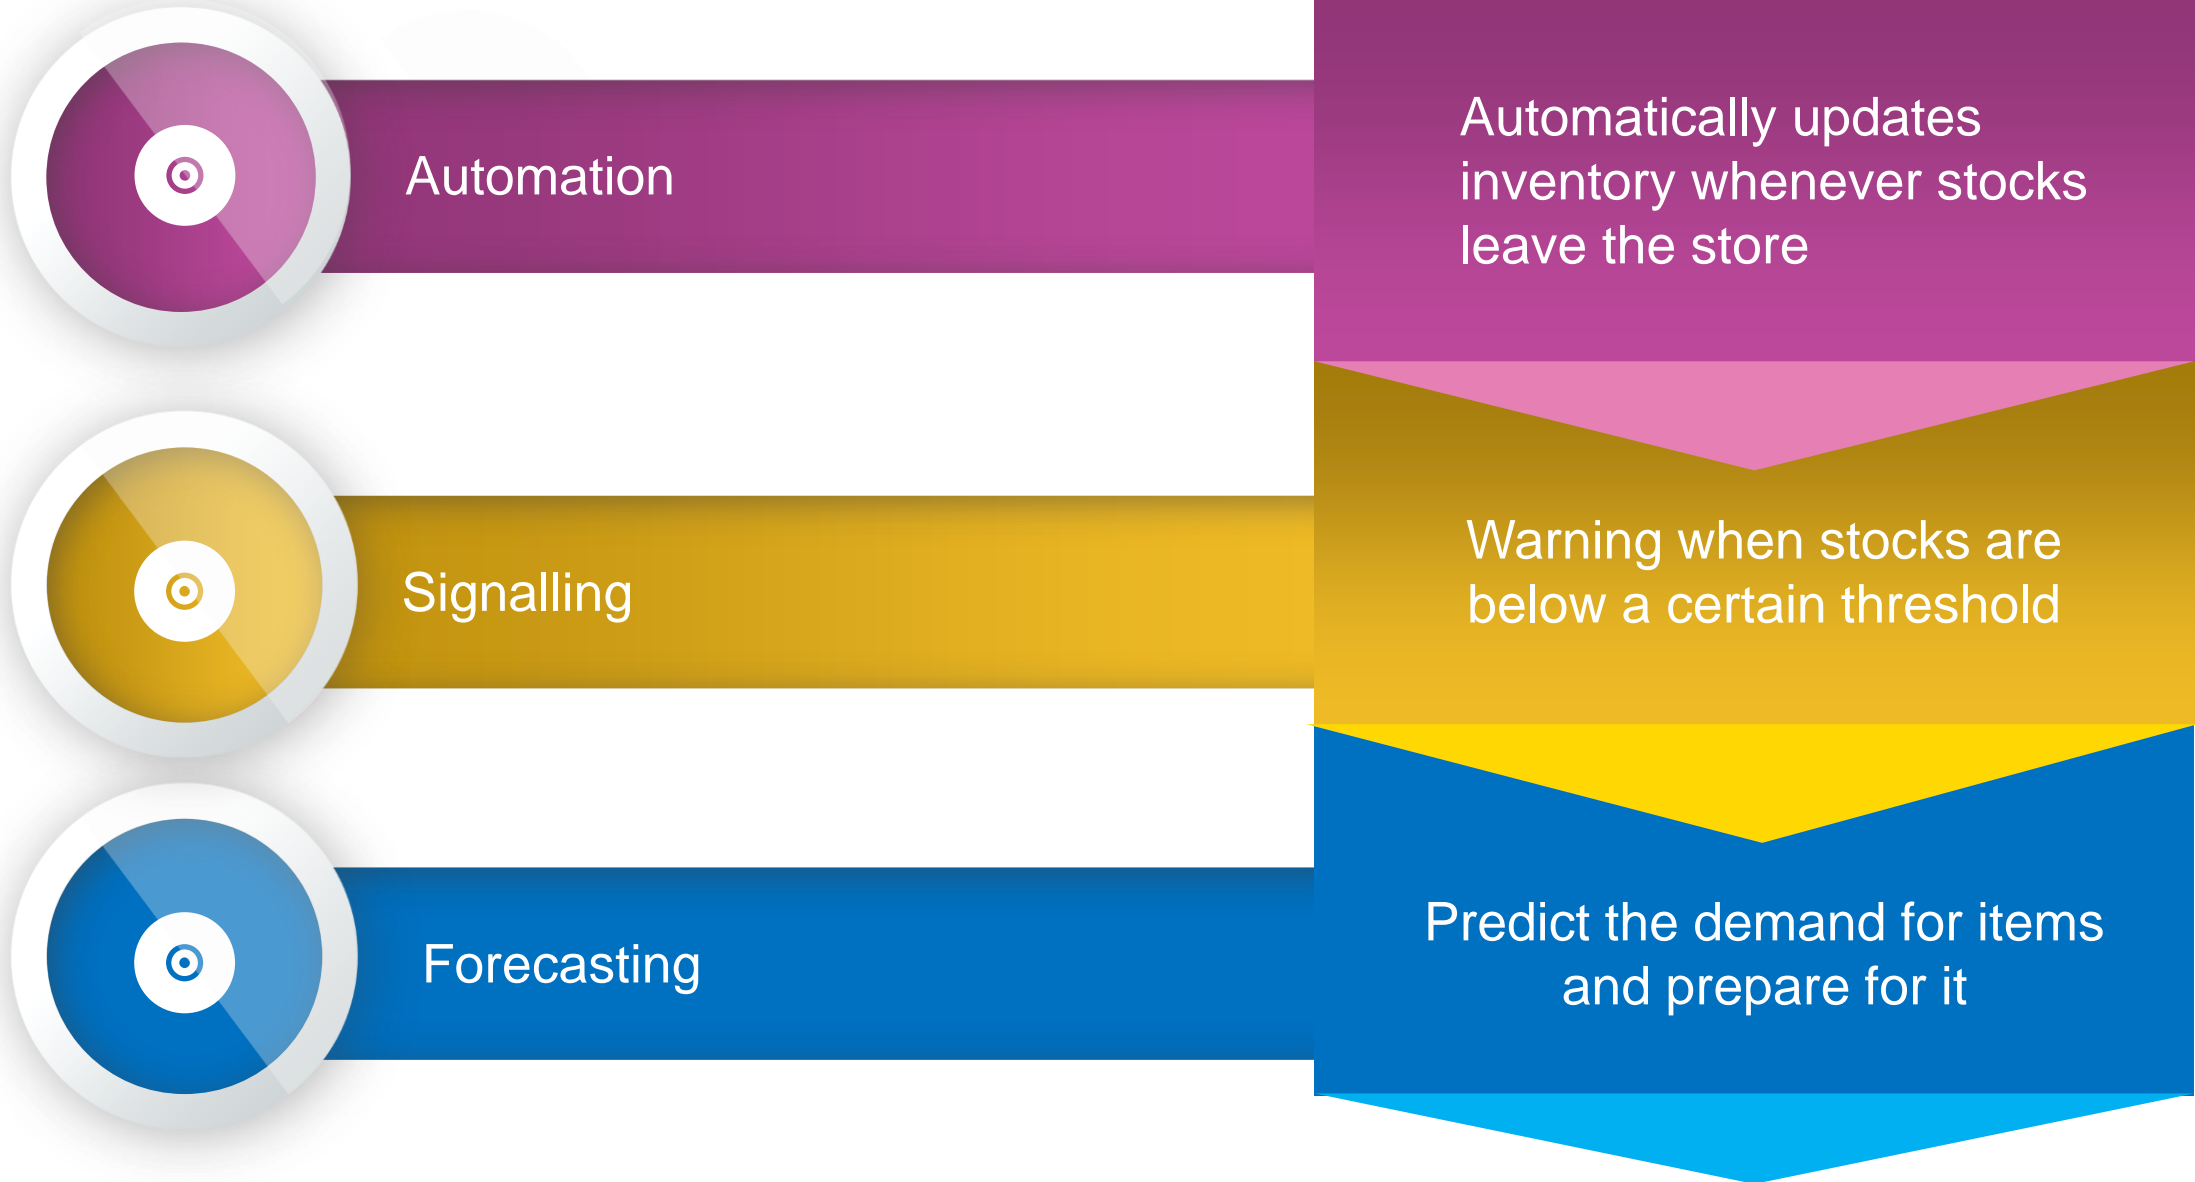 Automation
Automatically updates
inventory whenever stocks
leave the store
Signalling
Warning when stocks are
below a certain threshold
Forecasting
Predict the demand for items
and prepare for it